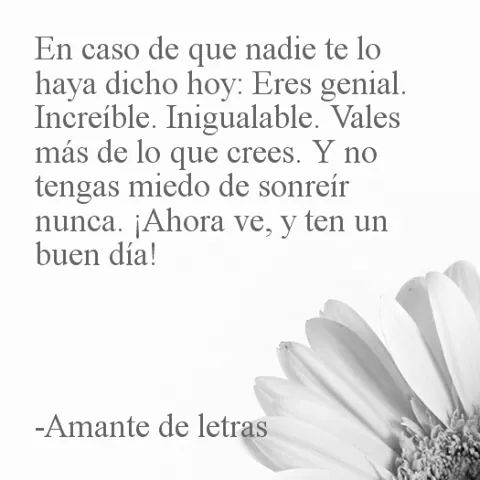 En caso de que nadie te lo
haya dicho hoy: Eres genial.
Increíble. Inigualable. Vales
más de lo que crees. Y no
tengas miedo de sonreír
nunca. ¡Ahora ve, y ten un
buen día!
-Amante de letras